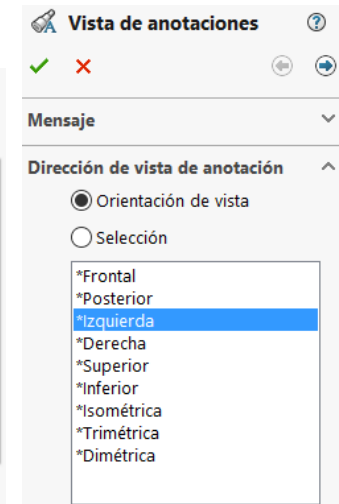 Vista de anotaciones
Mensaje
Dirección de vista de anotación
Orientación de vista
Selección
*Frontal
*Posterior
*Izquierda
*Derecha
*Superior
*Inferior
*Isométrica
*Trimétrica
*Dimétrica